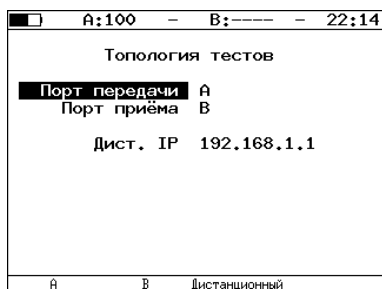 A:100 – B:---- – 22:14
Топология тестов
Порт передачи A
Порт приёма B
Дист. IP 192.168.1.1
A B Дистанционный